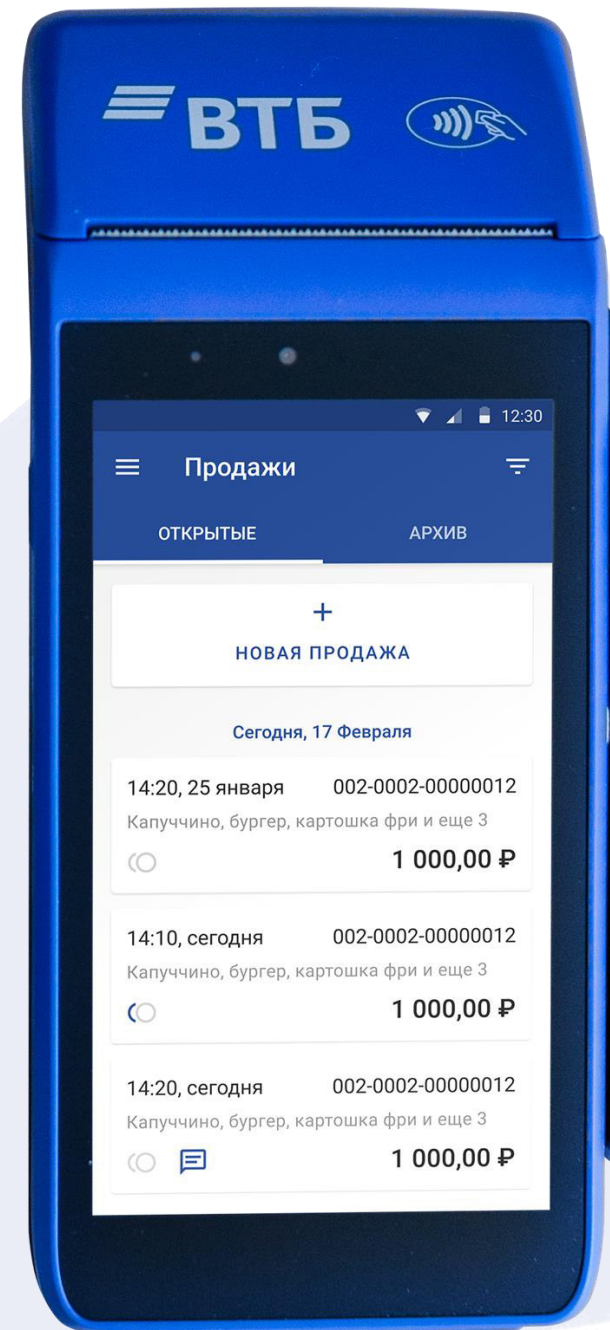 ВТБ
12:30
Продажи
ОТКРЫТЫЕ АРХИВ
+
НОВАЯ ПРОДАЖА
Сегодня, 17 Февраля
14:20, 25 января 002-0002-00000012
Капуччино, бургер, картошка фри и еще 3
1 000,00 ₽
14:10, сегодня 002-0002-00000012
Капуччино, бургер, картошка фри и еще 3
1 000,00 ₽
14:20, сегодня 002-0002-00000012
Капуччино, бургер, картошка фри и еще 3
1 000,00 ₽